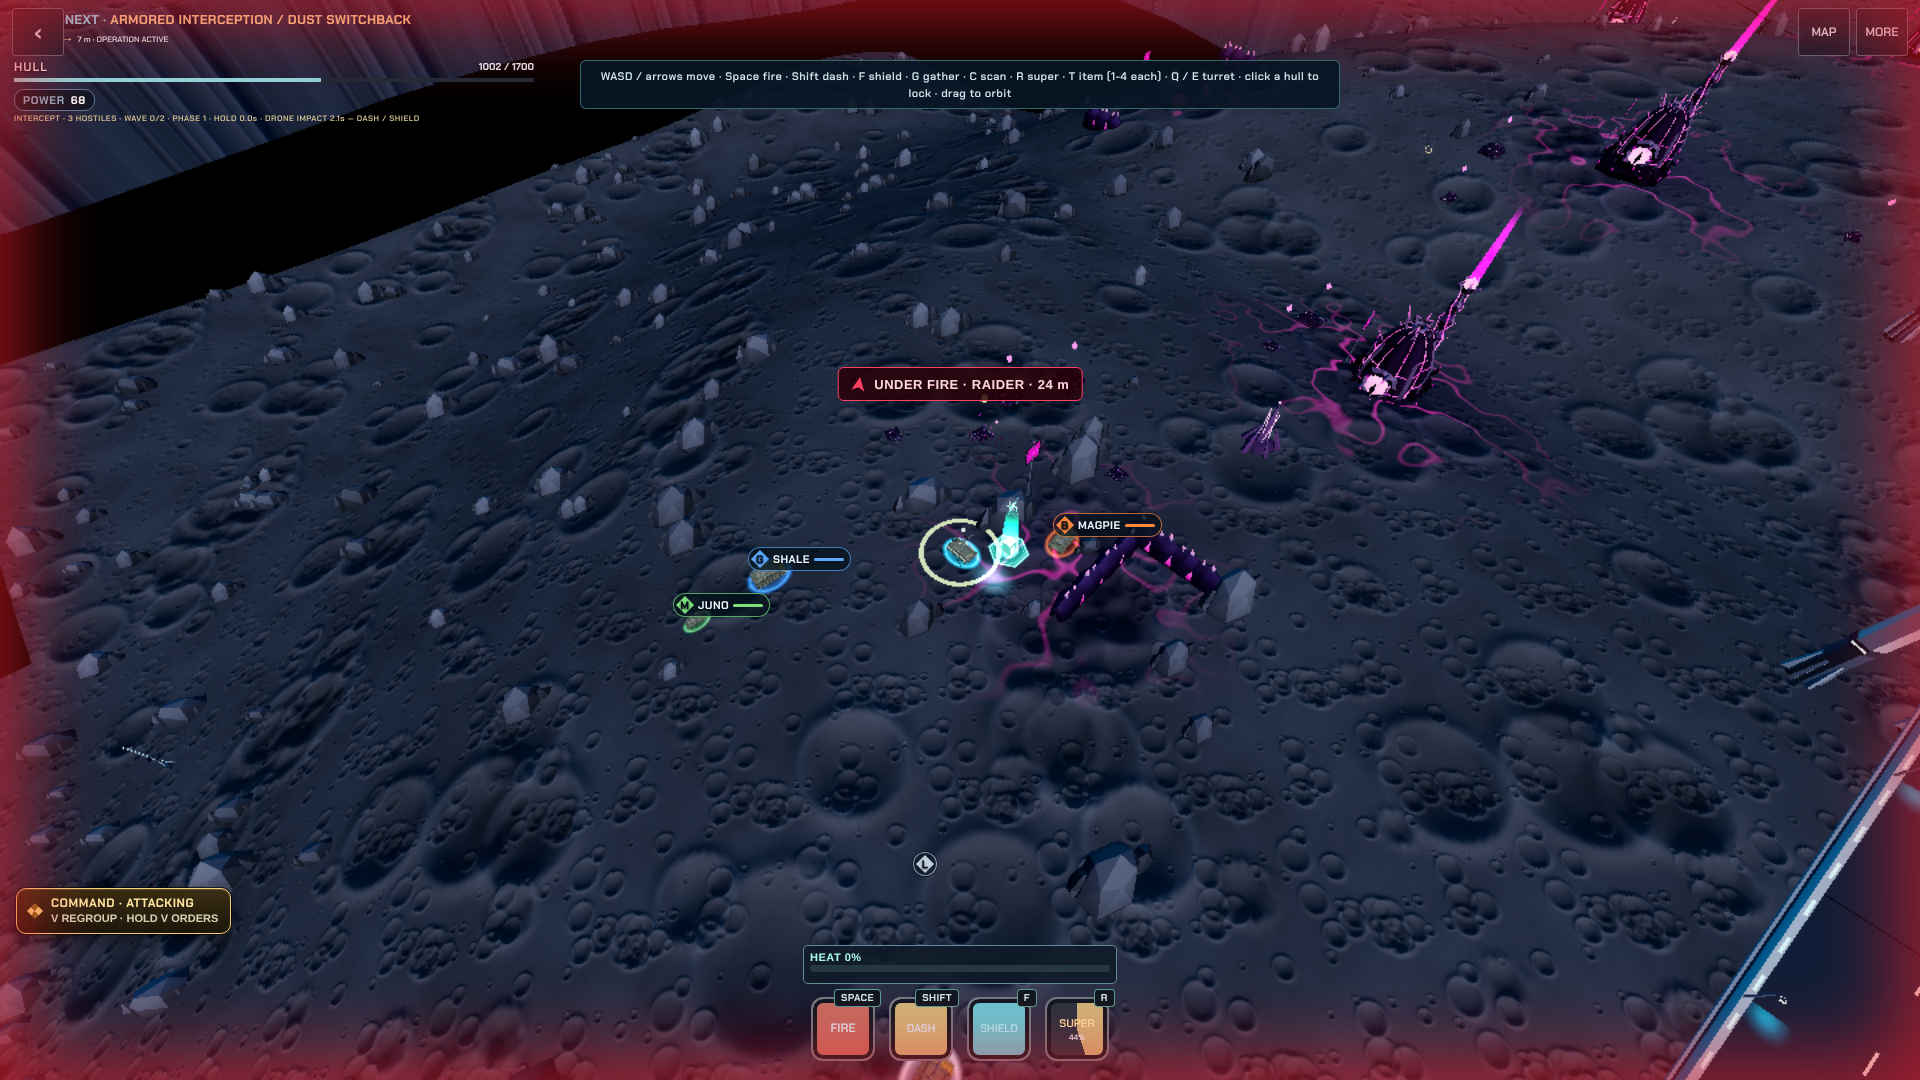 ‹
NEXT · ARMORED INTERCEPTION / DUST SWITCHBACK
→ 7 m · OPERATION ACTIVE
HULL 1002 / 1700
POWER 68
INTERCEPT · 3 HOSTILES · WAVE 0/2 · PHASE 1 · HOLD 0.0s · DRONE IMPACT 2.1s — DASH / SHIELD
WASD / arrows move · Space fire · Shift dash · F shield · G gather · C scan · R super · T item (1-4 each) · Q / E turret · click a hull to
lock · drag to orbit
MAP MORE
UNDER FIRE · RAIDER · 24 m
MAGPIE
G SHALE
M JUNO
L
COMMAND · ATTACKING
V REGROUP · HOLD V ORDERS
HEAT 0%
SPACE SHIFT F R
FIRE DASH SHIELD SUPER
44%